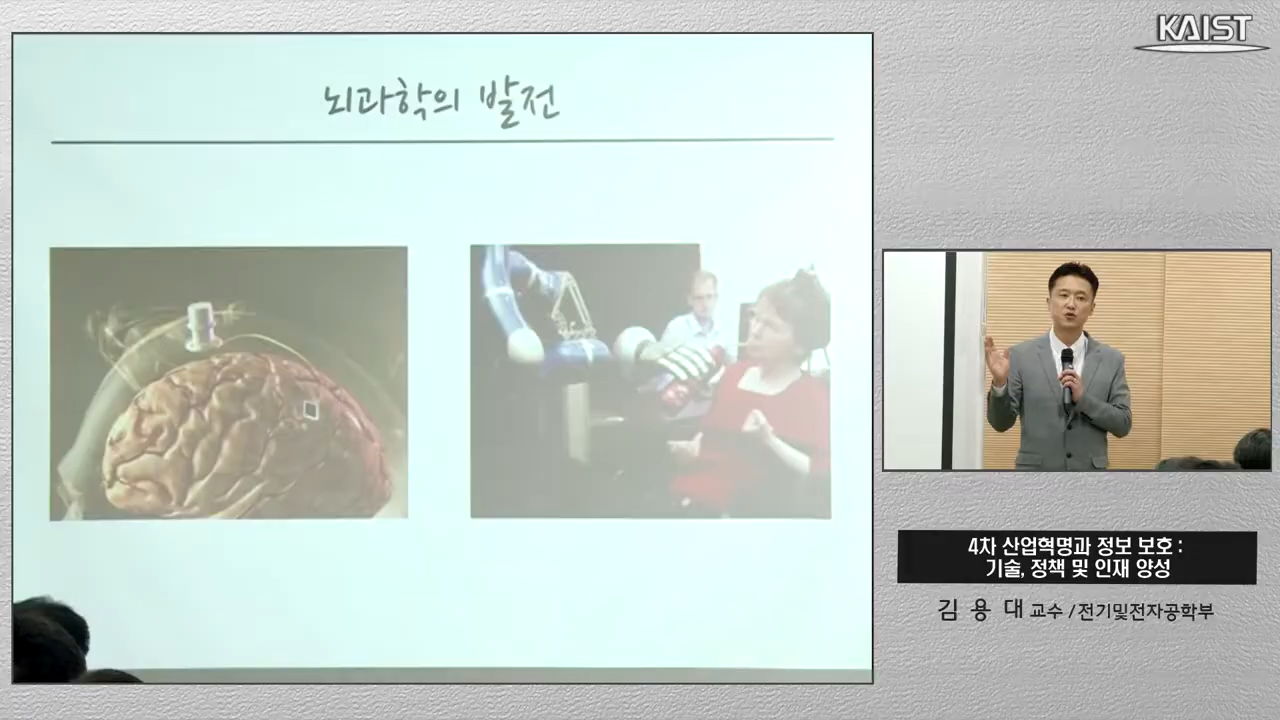 KAIST
뇌과학의 발전
4차 산업혁명과 정보 보호 :
기술, 정책 및 인재 양성
김 용 대 교수 / 전기및전자공학부